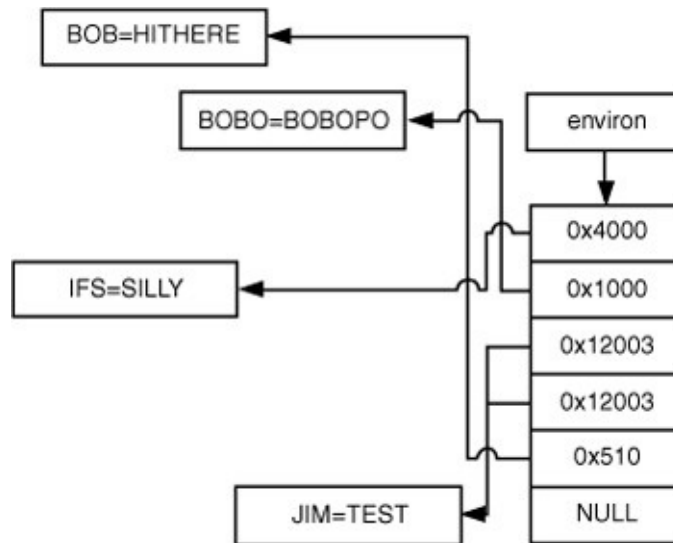 BOB=HITHERE
BOBO=BOBOPO
environ
0x4000
IFS=SILLY
0x1000
0x12003
0x12003
0x510
JIM=TEST
NULL